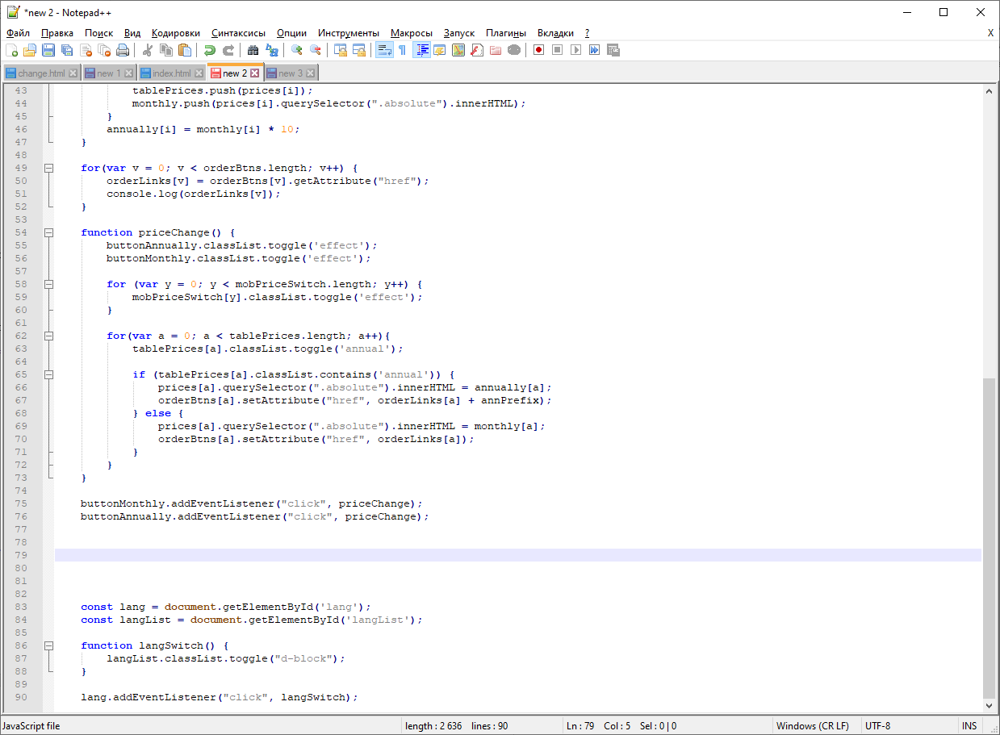 *new 2 - Notepad++
Файл Правка Поиск Вид Кодировки Синтаксисы Опции Инструменты Макросы Запуск Плагины Вкладки ? X
change.html new 1 index.html new 2 new 3
43 tablePrices.push(prices[i]);
44 monthly.push(prices[i].querySelector(".absolute").innerHTML);
45 }
46 annually[i] = monthly[i] * 10;
47 }
48
49 for(var v = 0; v < orderBtns.length; v++) {
50 orderLinks[v] = orderBtns[v].getAttribute("href");
51 console.log(orderLinks[v]);
52 }
53
54 function priceChange() {
55 buttonAnnually.classList.toggle('effect');
56 buttonMonthly.classList.toggle('effect');
57
58 for (var y = 0; y < mobPriceSwitch.length; y++) {
59 mobPriceSwitch[y].classList.toggle('effect');
60 }
61
62 for(var a = 0; a < tablePrices.length; a++){
63 tablePrices[a].classList.toggle('annual');
64
65 if (tablePrices[a].classList.contains('annual')) {
66 prices[a].querySelector(".absolute").innerHTML = annually[a];
67 orderBtns[a].setAttribute("href", orderLinks[a] + annPrefix);
68 } else {
69 prices[a].querySelector(".absolute").innerHTML = monthly[a];
70 orderBtns[a].setAttribute("href", orderLinks[a]);
71 }
72 }
73 }
74
75 buttonMonthly.addEventListener("click", priceChange);
76 buttonAnnually.addEventListener("click", priceChange);
77
78
79
80
81
82
83 const lang = document.getElementById('lang');
84 const langList = document.getElementById('langList');
85
86 function langSwitch() {
87 langList.classList.toggle("d-block");
88 }
89
90 lang.addEventListener("click", langSwitch);
JavaScript file length : 2 636 lines : 90 Ln : 79 Col : 5 Sel : 0 | 0 Windows (CR LF) UTF-8 INS